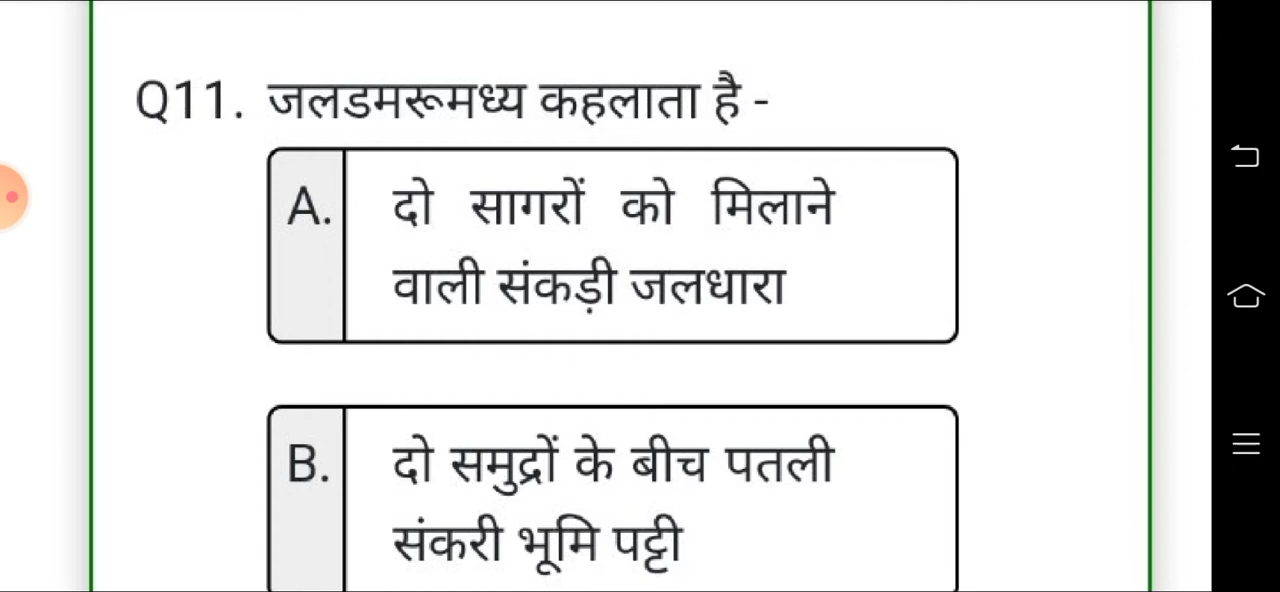 Q11. जलडमरूमध्य कहलाता है -
A. दो सागरों को मिलाने
वाली संकड़ी जलधारा
B. दो समुद्रों के बीच पतली
संकरी भूमि पट्टी